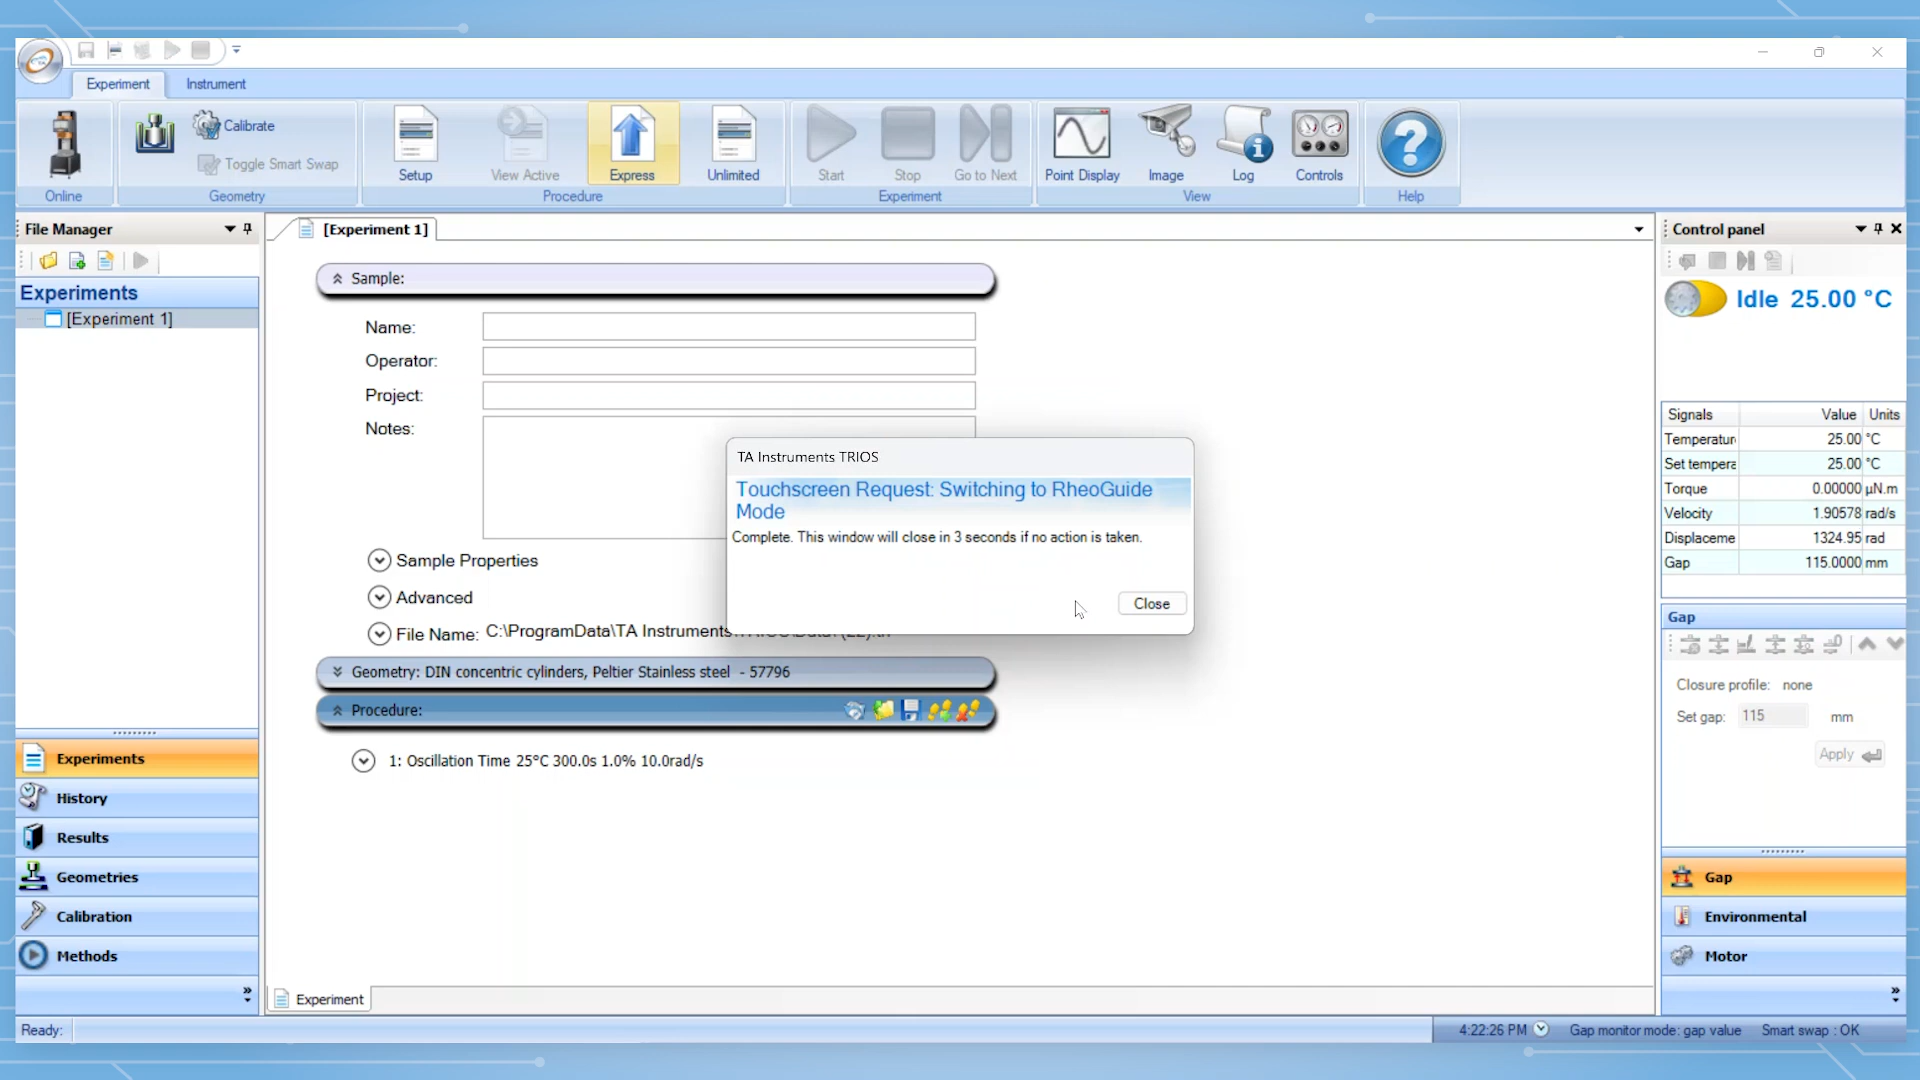 Experiment
Instrument
Calibrate
Toggle Smart Swap
Setup
View Active
Express
Unlimited
Start
Stop
Go to Next
Point Display
Image
Log
Controls
Online
Geometry
Procedure
Experiment
View
Help
File Manager
[Experiment 1]
Control panel
Experiments
[Experiment 1]
Idle 25.00 °C
Sample:
Name:
Operator:
Project:
Notes:
TA Instruments TRIOS
Touchscreen Request: Switching to RheoGuide
Mode
Complete. This window will close in 3 seconds if no action is taken.
Close
Sample Properties
Advanced
File Name: C:\ProgramData\TA Instruments
Geometry: DIN concentric cylinders, Peltier Stainless steel - 57796
Procedure:
1: Oscillation Time 25°C 300.0s 1.0% 10.0rad/s
Signals Value Units
Temperatur 25.00 °C
Set tempera 25.00 °C
Torque 0.00000 µN.m
Velocity 1.90578 rad/s
Displaceme 1324.95 rad
Gap 115.0000 mm
Gap
Closure profile: none
Set gap: 115 mm
Apply
Experiments
History
Results
Geometries
Calibration
Methods
Gap
Environmental
Motor
Experiment
Ready:
4:22:26 PM
Gap monitor mode: gap value
Smart swap : OK